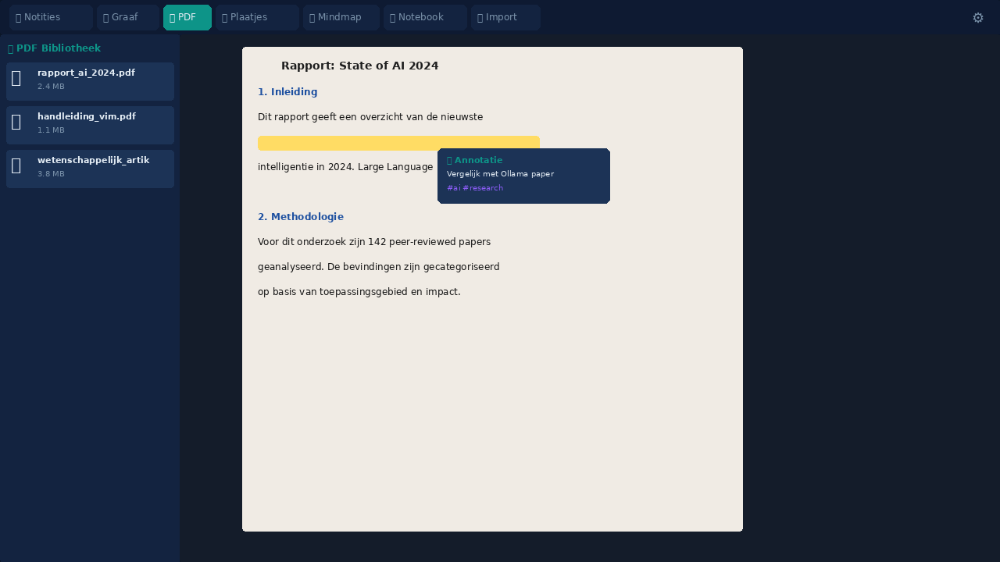 Notities Graaf PDF Plaatjes Mindmap Notebook Import
PDF Bibliotheek
rapport_ai_2024.pdf
2.4 MB
handleiding_vim.pdf
1.1 MB
wetenschappelijk_artik
3.8 MB
Rapport: State of AI 2024
1. Inleiding
Dit rapport geeft een overzicht van de nieuwste
intelligentie in 2024. Large Language
Annotatie
Vergelijk met Ollama paper
#ai #research
2. Methodologie
Voor dit onderzoek zijn 142 peer-reviewed papers
geanalyseerd. De bevindingen zijn gecategoriseerd
op basis van toepassingsgebied en impact.